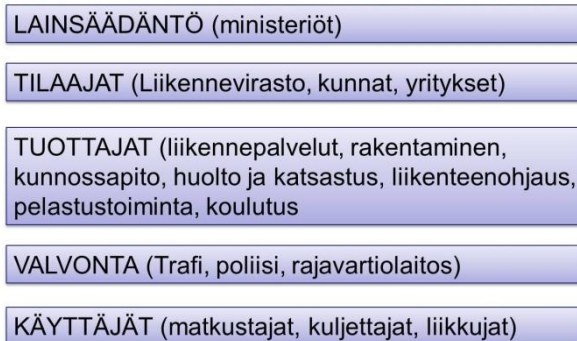 LAINSÄÄDÄNTÖ (ministeriöt)
TILAAJAT (Liikennevirasto, kunnat, yritykset)
TUOTTAJAT (liikennepalvelut, rakentaminen,
kunnossapito, huolto ja katsastus, liikenteenohjaus,
pelastustoiminta, koulutus
VALVONTA (Trafi, poliisi, rajavartiolaitos)
KÄYTTÄJÄT (matkustajat, kuljettajat, liikkujat)